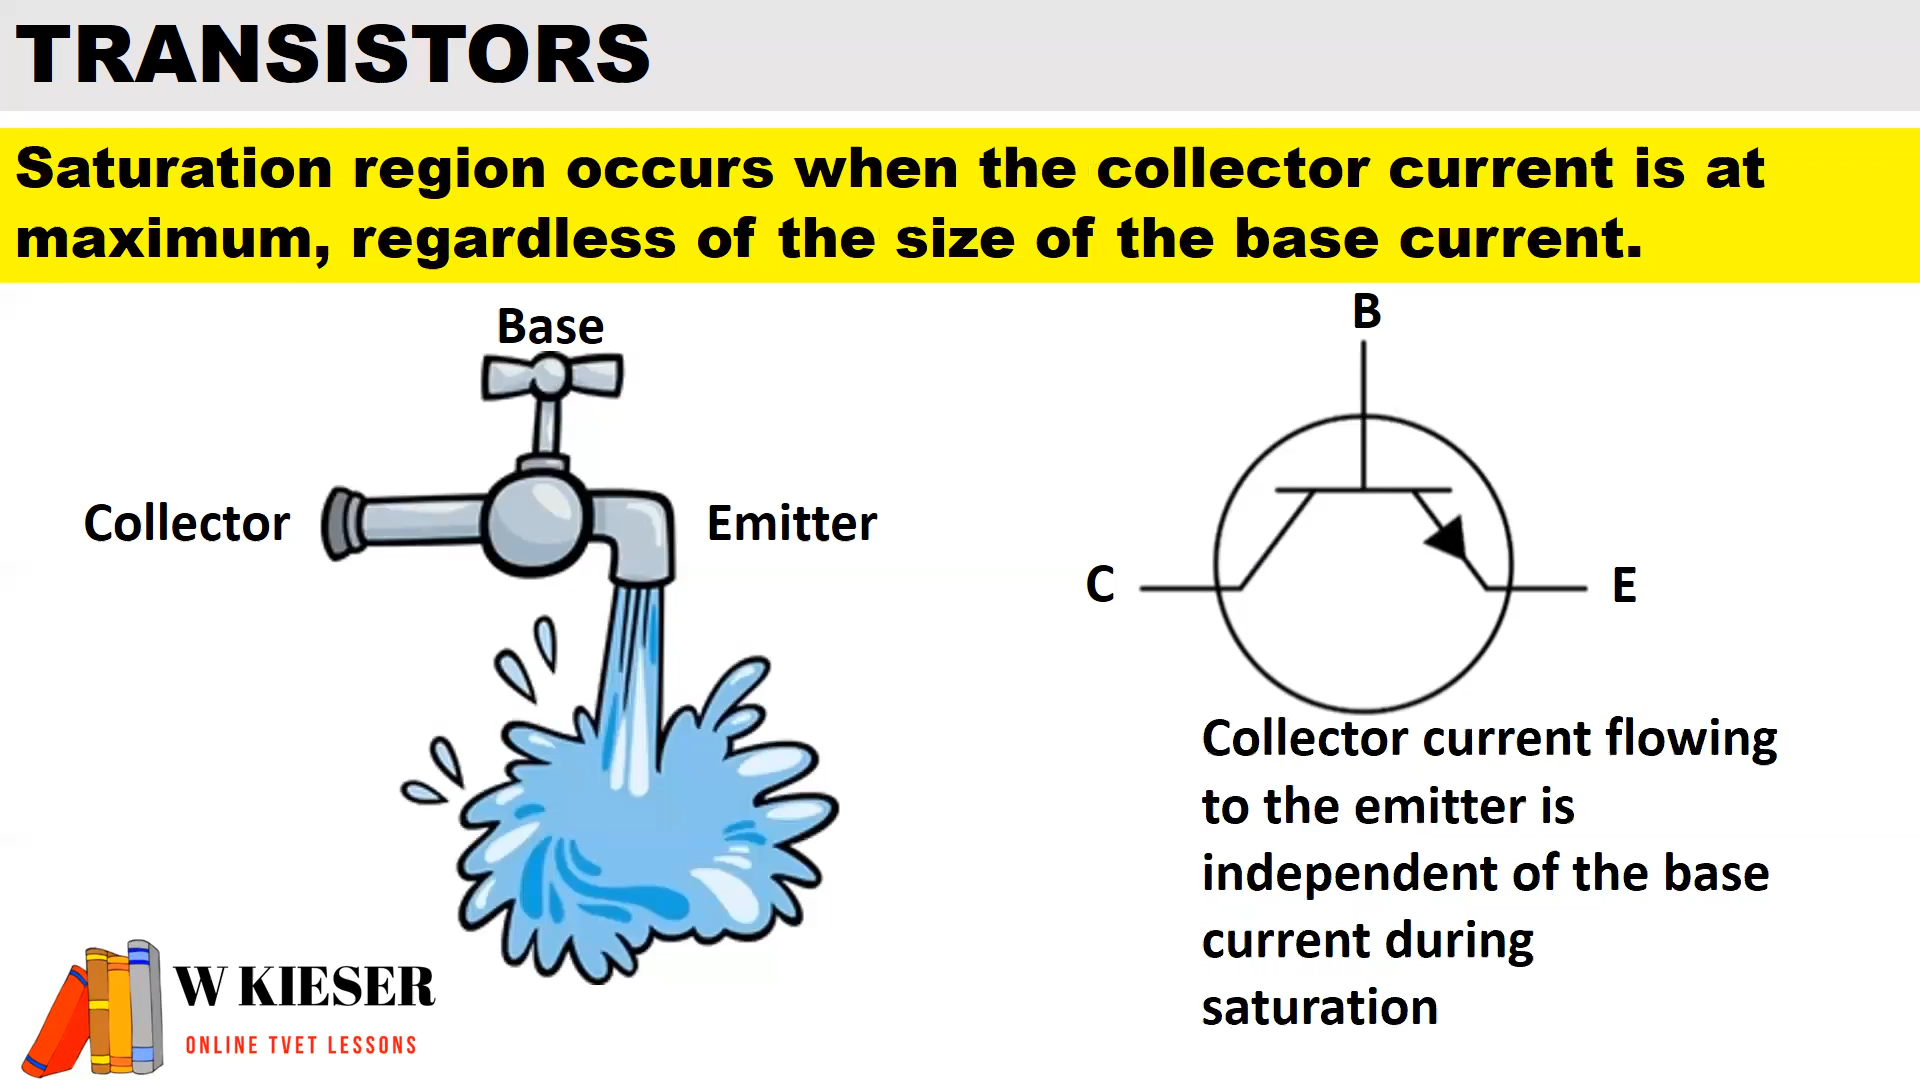 TRANSISTORS
Saturation region occurs when the collector current is at
maximum, regardless of the size of the base current.
Base
Collector
Emitter
B
C
E
Collector current flowing
to the emitter is
independent of the base
current during
saturation
W KIESER
ONLINE TVET LESSONS